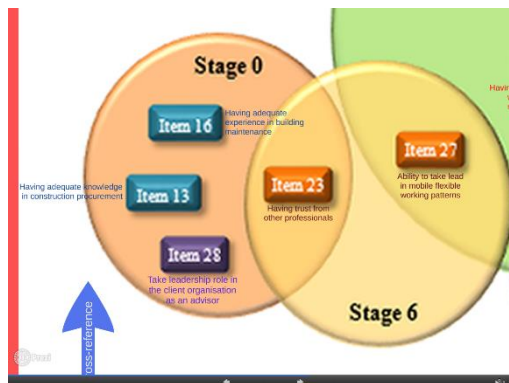 Stage 0
Item 16
Having adequate
experience in building
maintenance
Having adequate knowledge
in construction procurement
Item 13
Item 28
Take leadership role in
the client organisation
as an advisor
Item 23
Having trust from
other professionals
Item 27
Ability to take lead
in mobile flexible
working patterns
Stage 6
Havin
oss-reference